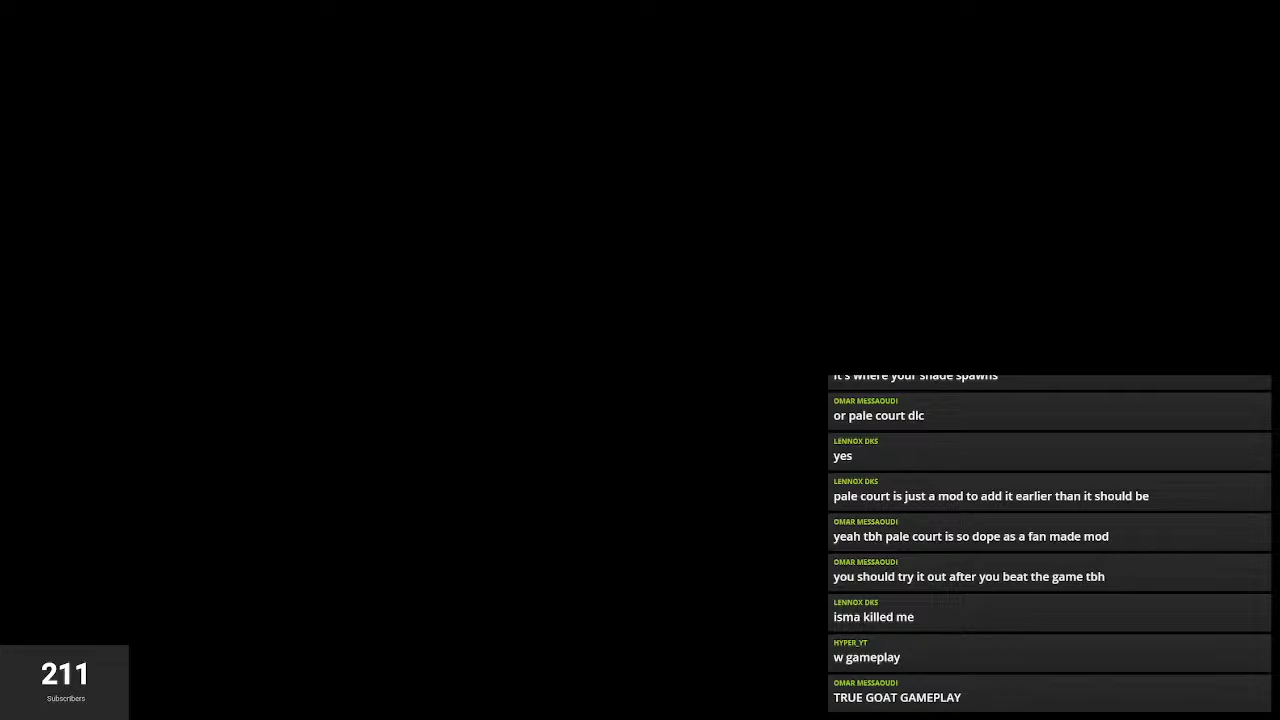 it's where your shade spawns
OMAR MESSAOUDI
or pale court dlc
LENNOX DKS
yes
LENNOX DKS
pale court is just a mod to add it earlier than it should be
OMAR MESSAOUDI
yeah tbh pale court is so dope as a fan made mod
OMAR MESSAOUDI
you should try it out after you beat the game tbh
LENNOX DKS
isma killed me
HYPER_YT
w gameplay
OMAR MESSAOUDI
TRUE GOAT GAMEPLAY
211
Subscribers